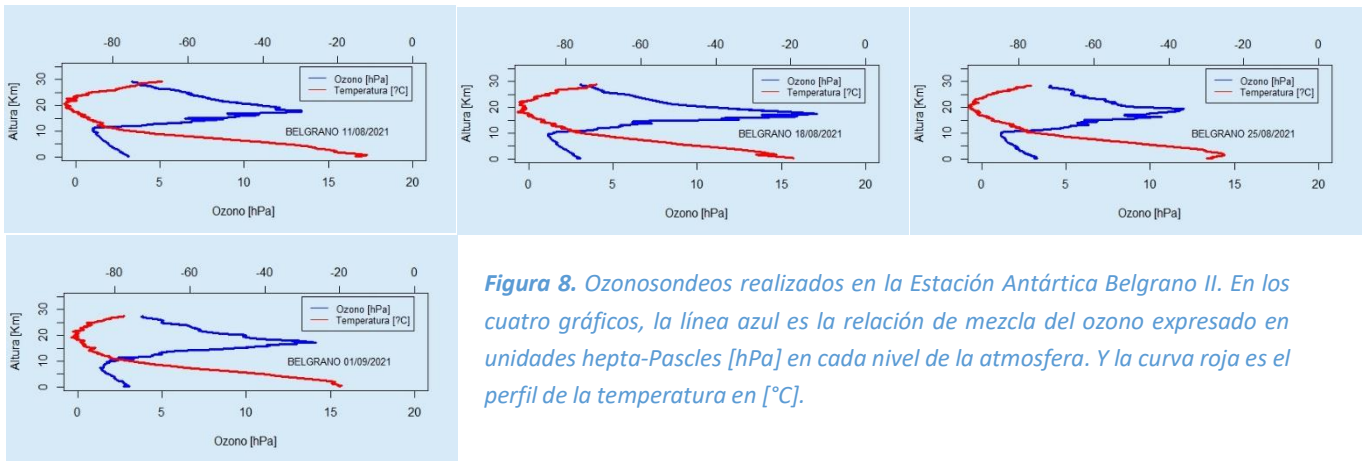 -80 -60 -40 -20 0
Altura [Km]
0 10 20 30
Ozono [hPa]
Temperatura [?C]
BELGRANO 11/08/2021
0 5 10 15 20
Ozono [hPa]
-80 -60 -40 -20 0
Altura [Km]
0 10 20 30
Ozono [hPa]
Temperatura [?C]
BELGRANO 18/08/2021
0 5 10 15 20
Ozono [hPa]
-80 -60 -40 -20 0
Altura [Km]
0 10 20 30
Ozono [hPa]
Temperatura [?C]
BELGRANO 25/08/2021
0 5 10 15 20
Ozono [hPa]
-80 -60 -40 -20 0
Altura [Km]
0 10 20 30
Ozono [hPa]
Temperatura [?C]
BELGRANO 01/09/2021
0 5 10 15 20
Ozono [hPa]
Figura 8. Ozonosondeos realizados en la Estación Antártica Belgrano II. En los
cuatro gráficos, la línea azul es la relación de mezcla del ozono expresado en
unidades hepta-Pascles [hPa] en cada nivel de la atmosfera. Y la curva roja es el
perfil de la temperatura en [°C].